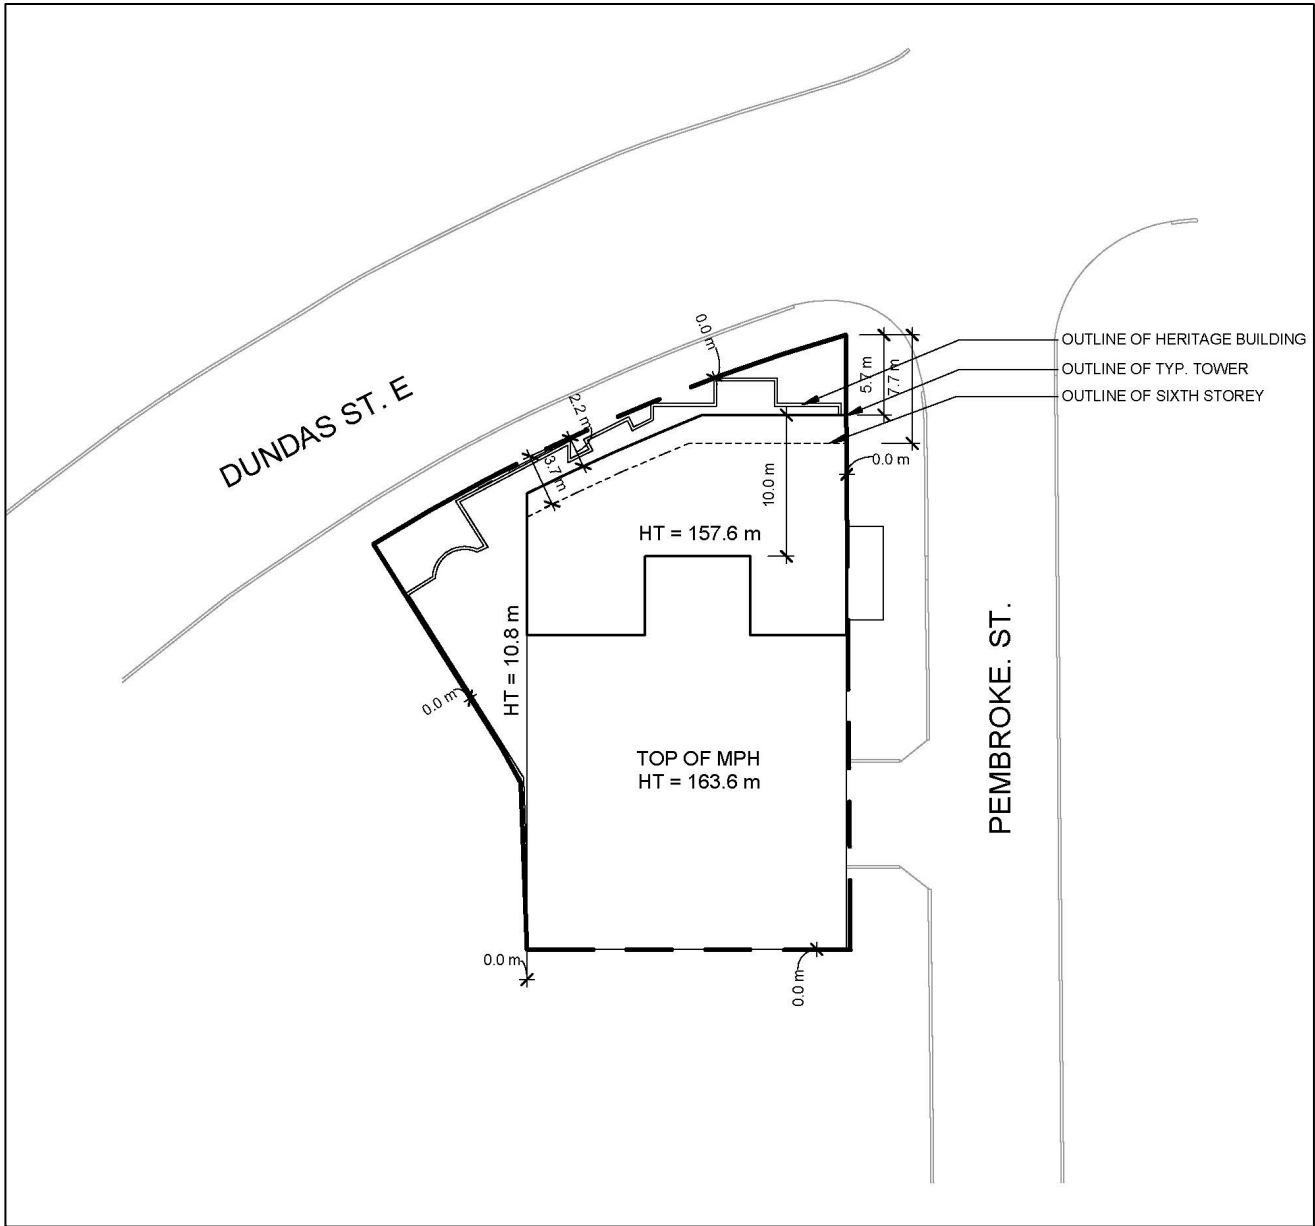 OUTLINE OF HERITAGE BUILDING
OUTLINE OF TYP. TOWER
OUTLINE OF SIXTH STOREY
0.0 m
5.7 m
7.7 m
DUNDAS ST. E
2.2 m
3.7 m
0.0 m
10.0 m
HT = 157.6 m
HT = 10.8 m
0.0 m
PEMBROKE. ST.
TOP OF MPH
HT = 163.6 m
0.0 m
0.0 m